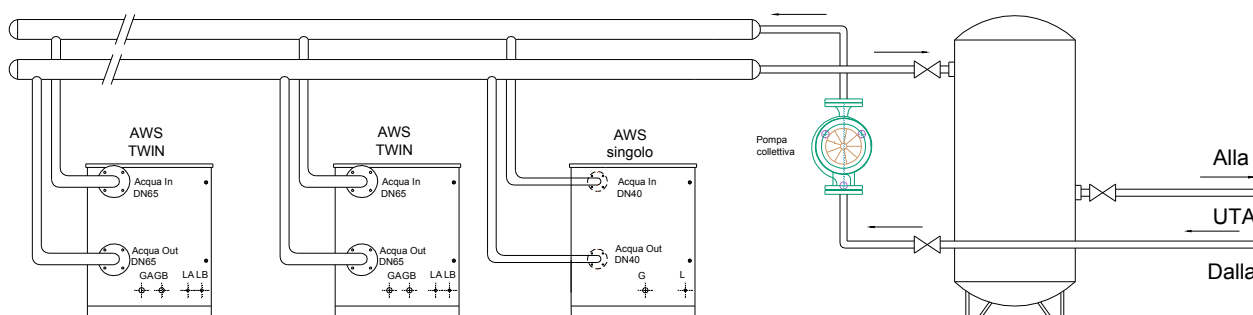 AWS
TWIN
Acqua In
DN65
Acqua Out
DN65
GAGB
LA LB
AWS
TWIN
Acqua In
DN65
Acqua Out
DN65
GAGB
LA LB
AWS
singolo
Acqua In
DN40
Acqua Out
DN40
G
L
Pompa
collettiva
Alla
UTA
Dalla